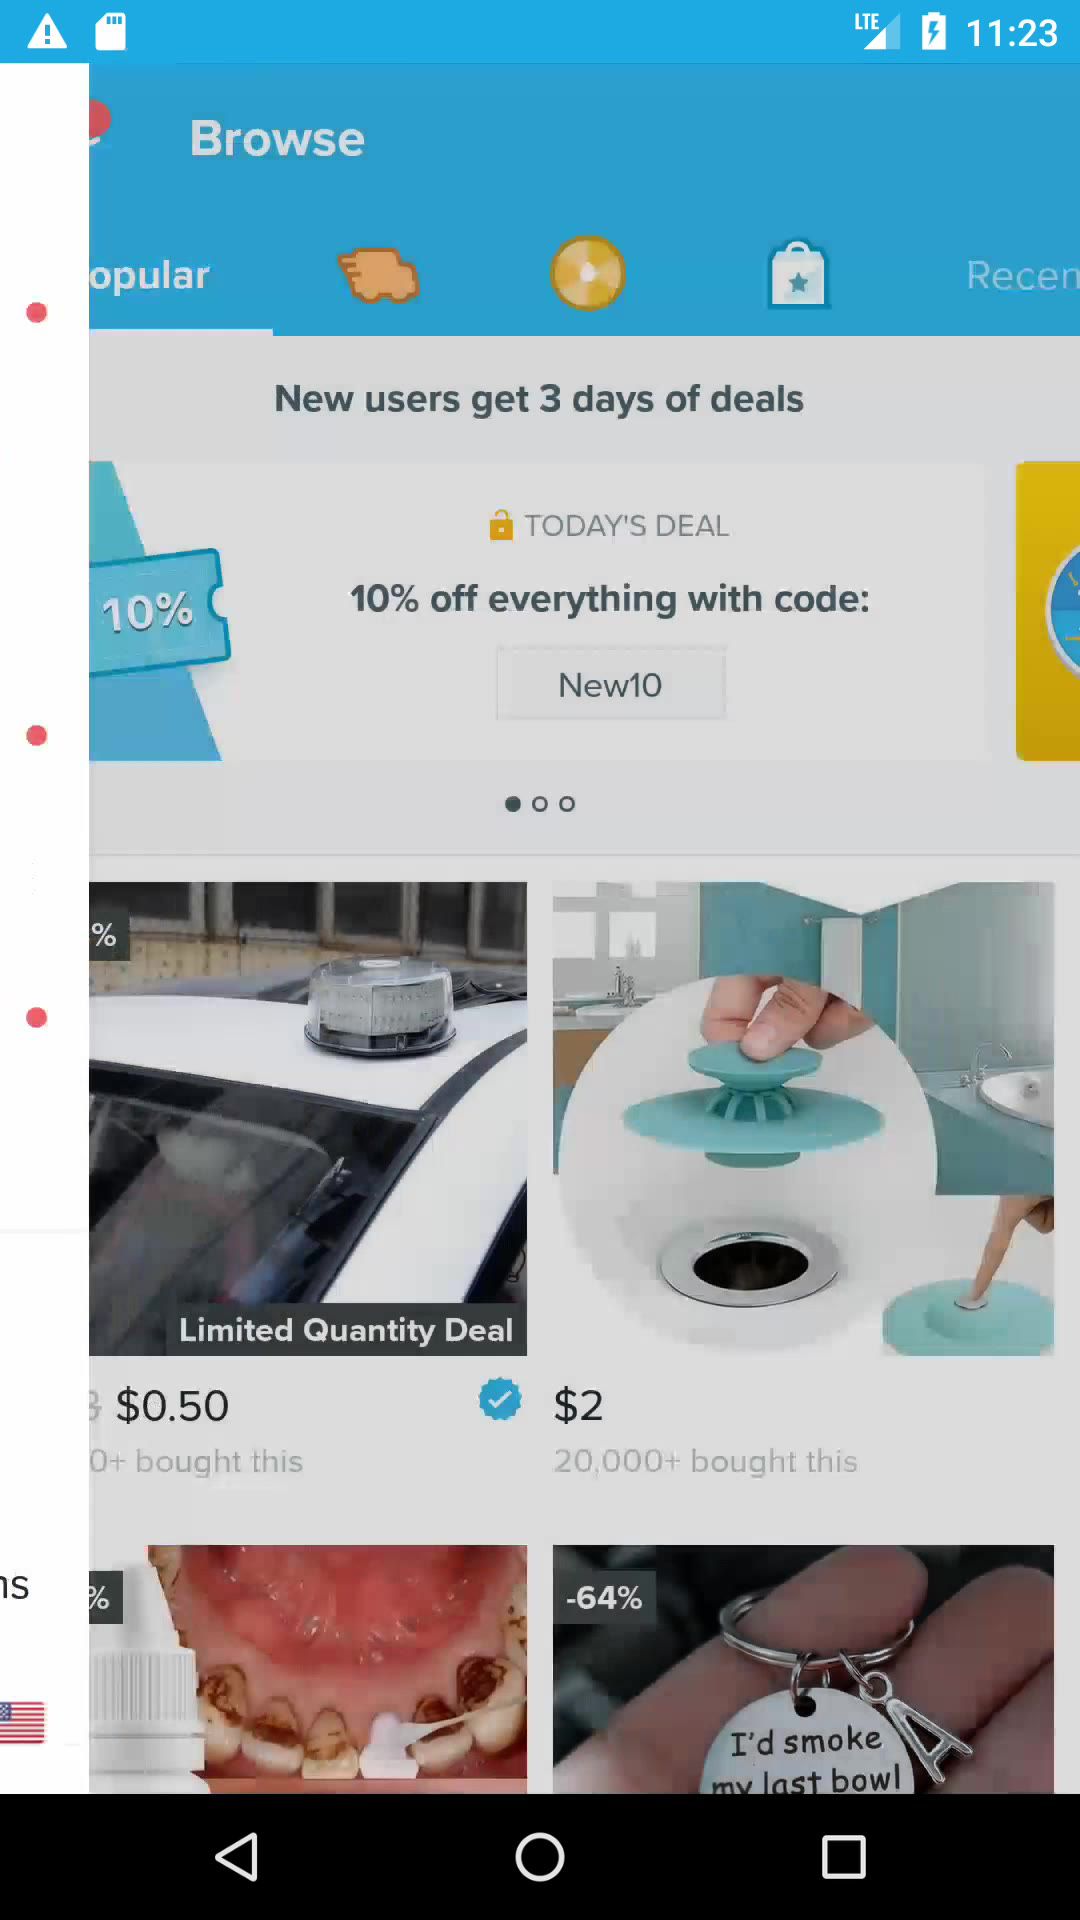 LTE
11:23
Browse
opular
Recen
New users get 3 days of deals
TODAY'S DEAL
10% off everything with code:
10%
New10
%
Limited Quantity Deal
$0.50
$2
0+ bought this
20,000+ bought this
%
-64%
ns
I'd smoke
my last bowl
A